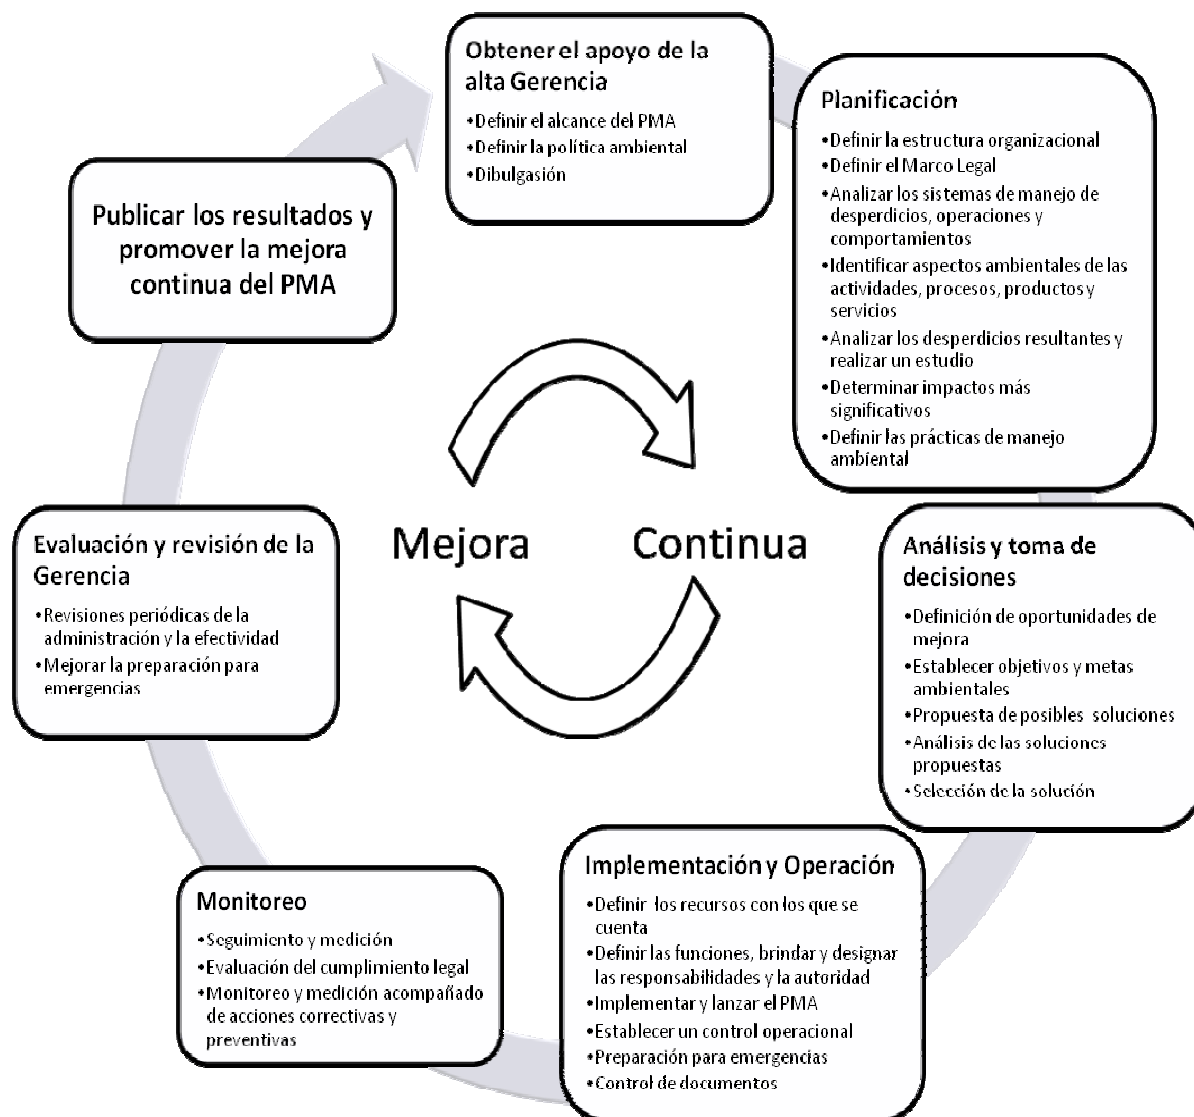 Obtener el apoyo de la
alta Gerencia
•Definir el alcance del PMA
•Definir la política ambiental
•Dibulgasión
Planificación
•Definir la estructura organizacional
•Definir el Marco Legal
•Analizar los sistemas de manejo de
desperdicios, operaciones y
comportamientos
•Identificar aspectos ambientales de las
actividades, procesos, productos y
servicios
•Analizar los desperdicios resultantes y
realizar un estudio
•Determinar impactos más
significativos
•Definir las prácticas de manejo
ambiental
Análisis y toma de
decisiones
•Definición de oportunidades de
mejora
•Establecer objetivos y metas
ambientales
•Propuesta de posibles soluciones
•Análisis de las soluciones
propuestas
•Selección de la solución
Implementación y Operación
•Definir los recursos con los que se
cuenta
•Definir las funciones, brindar y designar
las responsabilidades y la autoridad
•Implementar y lanzar el PMA
•Establecer un control operacional
•Preparación para emergencias
•Control de documentos
Monitoreo
•Seguimiento y medición
•Evaluación del cumplimiento legal
•Monitoreo y medición acompañado
de acciones correctivas y
preventivas
Evaluación y revisión de la
Gerencia
•Revisiones periódicas de la
administración y la efectividad
•Mejorar la preparación para
emergencias
Publicar los resultados y
promover la mejora
continua del PMA
Mejora Continua